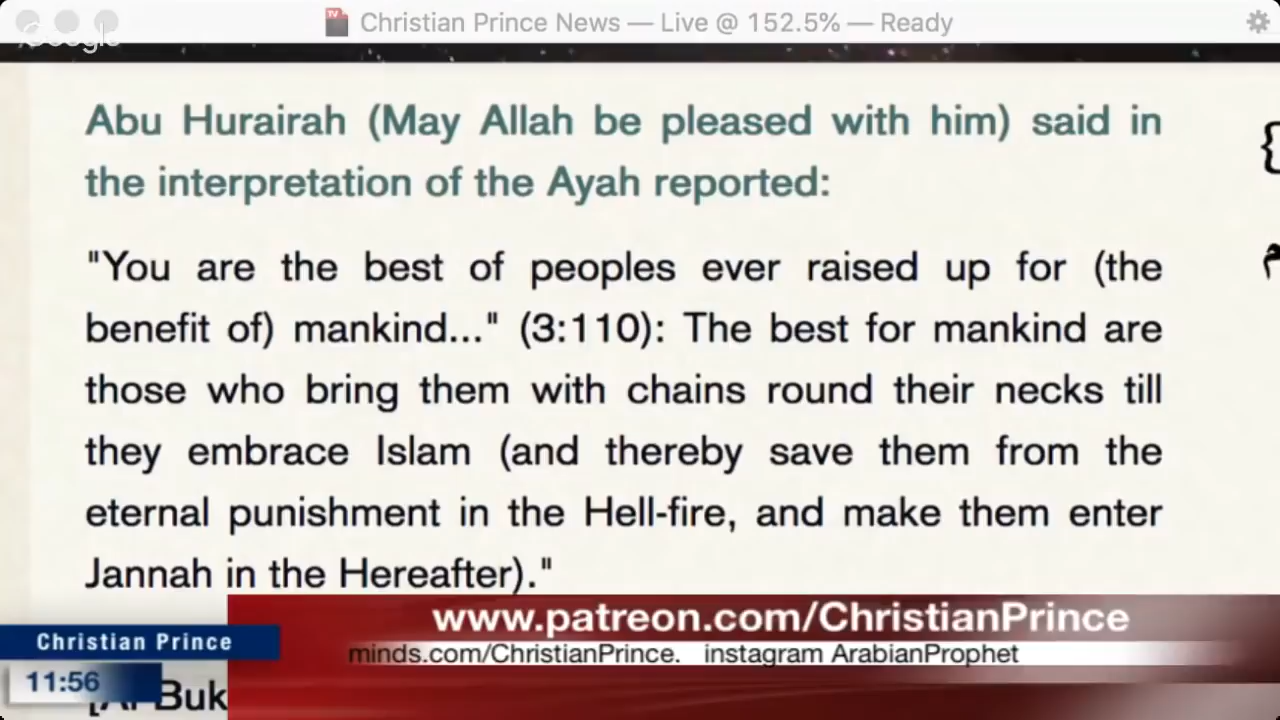 Christian Prince News — Live @ 152.5% — Ready
Google
Abu Hurairah (May Allah be pleased with him) said in
the interpretation of the Ayah reported:
"You are the best of peoples ever raised up for (the
benefit of) mankind..." (3:110): The best for mankind are
those who bring them with chains round their necks till
they embrace Islam (and thereby save them from the
eternal punishment in the Hell-fire, and make them enter
Jannah in the Hereafter)."
www.patreon.com/ChristianPrince
Christian Prince
minds.com/ChristianPrince. instagram ArabianProphet
11:56
Buk